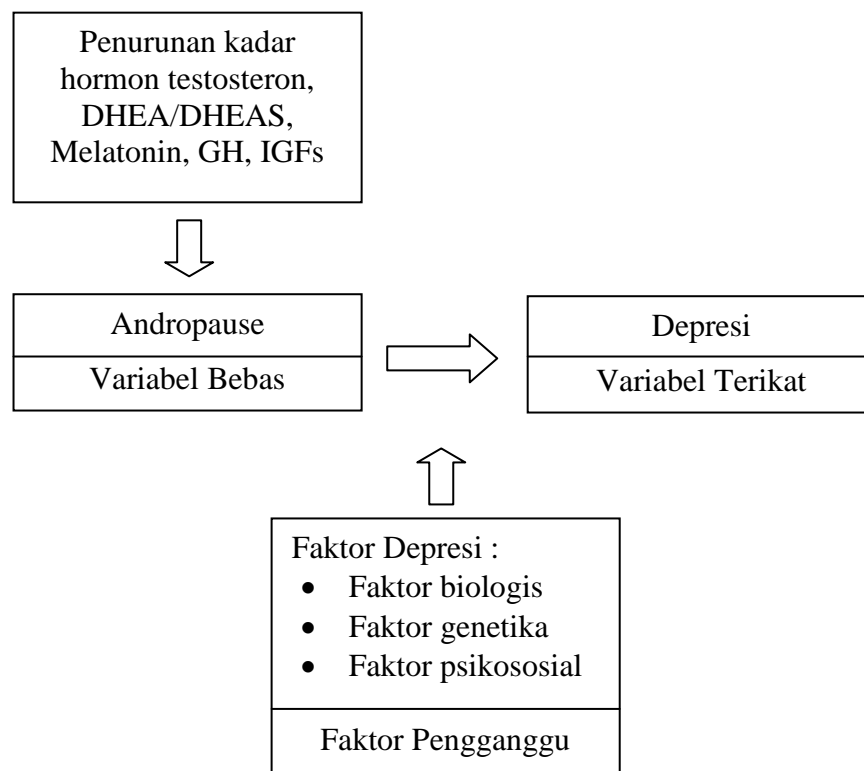 Penurunan kadar
hormon testosteron,
DHEA/DHEAS,
Melatonin, GH, IGFs
Andropause
Variabel Bebas
Depresi
Variabel Terikat
Faktor Depresi :
• Faktor biologis
• Faktor genetika
• Faktor psikososial
Faktor Pengganggu